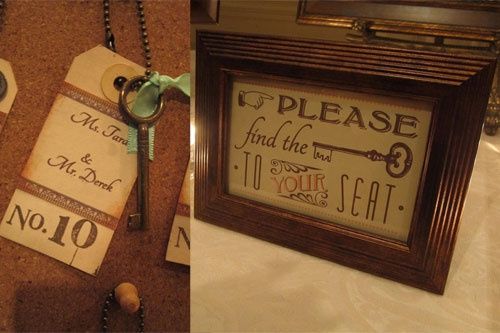 Ms. Tara
&
Mr. Derek
No. 10
N
PLEASE
find the
TO YOUR SEAT